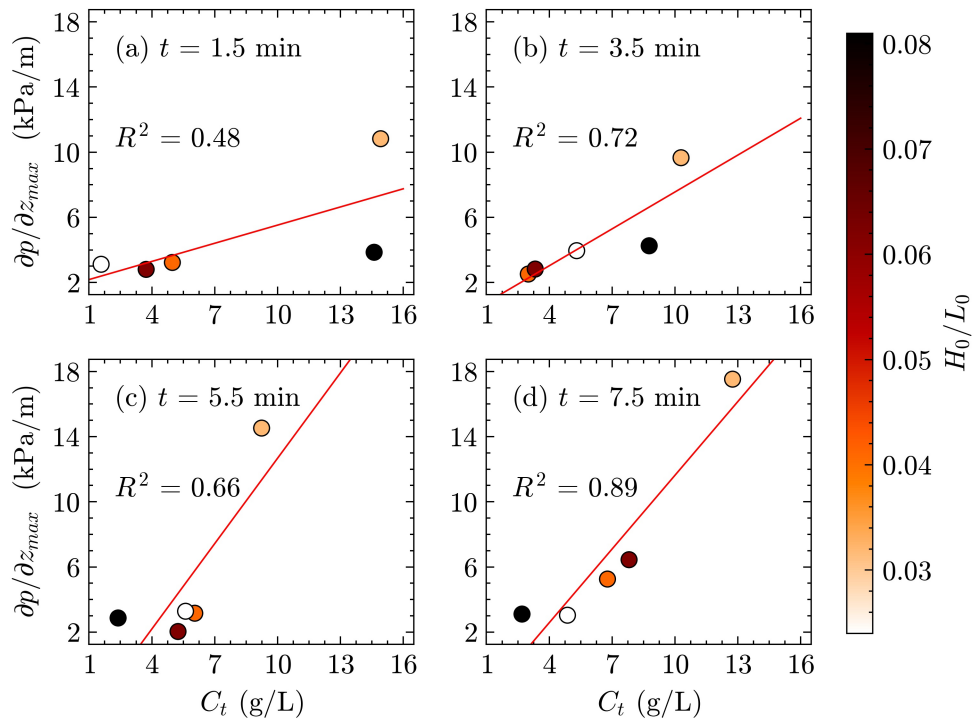 (a) t = 1.5 min
R² = 0.48
∂p/∂z_max (kPa/m)
18
14
10
6
2
1 4 7 10 13 16
(b) t = 3.5 min
R² = 0.72
18
14
10
6
2
1 4 7 10 13 16
(c) t = 5.5 min
R² = 0.66
∂p/∂z_max (kPa/m)
18
14
10
6
2
1 4 7 10 13 16
C_t (g/L)
(d) t = 7.5 min
R² = 0.89
18
14
10
6
2
1 4 7 10 13 16
C_t (g/L)
0.08
0.07
0.06
0.05
0.04
0.03
H₀/L₀